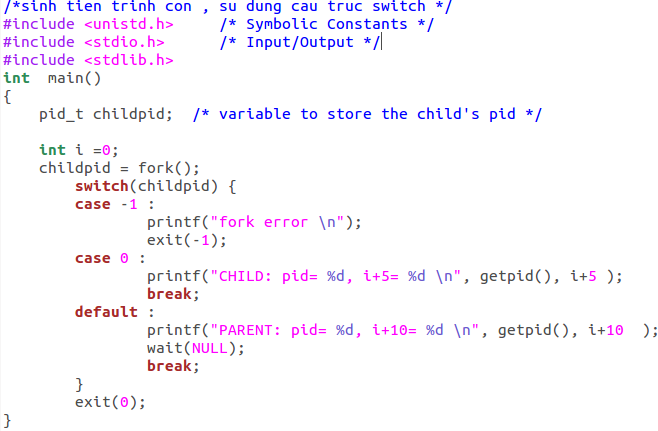 /*sinh tien trinh con , su dung cau truc switch */
#include <unistd.h>     /* Symbolic Constants */
#include <stdio.h>      /* Input/Output */
#include <stdlib.h>
int  main()
{
    pid_t childpid;  /* variable to store the child's pid */
    int i =0;
    childpid = fork();
        switch(childpid) {
        case -1 :
                printf("fork error \n");
                exit(-1);
        case 0 :
                printf("CHILD: pid= %d, i+5= %d \n", getpid(), i+5 );
                break;
        default :
                printf("PARENT: pid= %d, i+10= %d \n", getpid(), i+10  );
                wait(NULL);
                break;
        }
        exit(0);
}